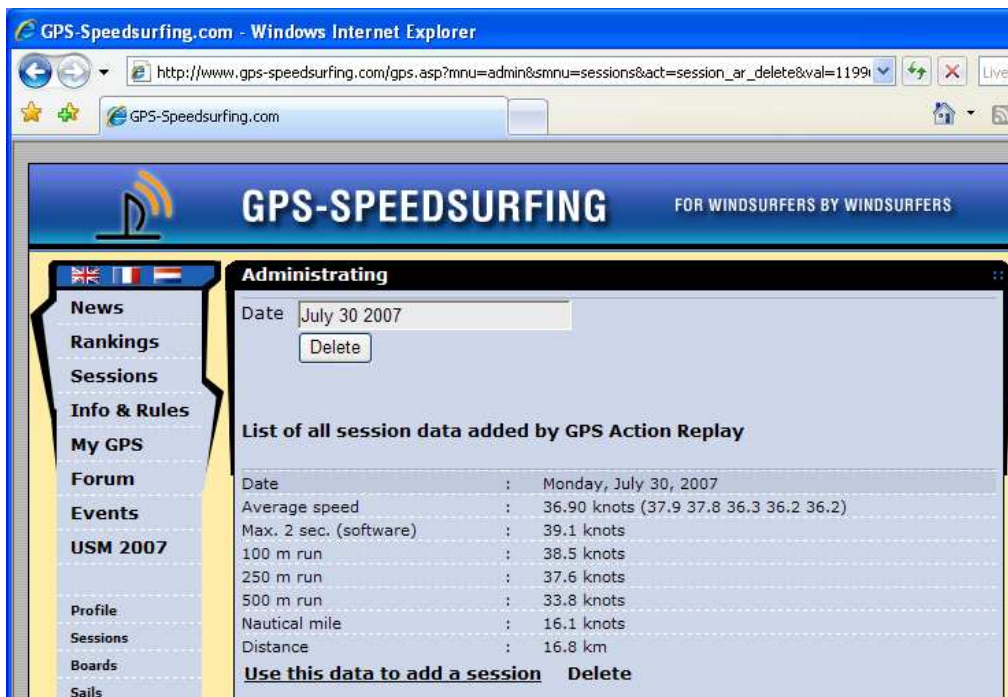 GPS-Speedsurfing.com - Windows Internet Explorer
http://www.gps-speedsurfing.com/gps.asp?mnu=admin&smnu=sessions&act=session_ar_delete&val=1199
Live
GPS-Speedsurfing.com
GPS-SPEEDSURFING FOR WINDSURFERS BY WINDSURFERS
Administrating
News
Date July 30 2007
Rankings
Delete
Sessions
Info & Rules
List of all session data added by GPS Action Replay
My GPS
Forum
Date : Monday, July 30, 2007
Events
Average speed : 36.90 knots (37.9 37.8 36.3 36.2 36.2)
Max. 2 sec. (software) : 39.1 knots
USM 2007
100 m run : 38.5 knots
250 m run : 37.6 knots
500 m run : 33.8 knots
Profile
Nautical mile : 16.1 knots
Sessions
Distance : 16.8 km
Boards
Use this data to add a session Delete
Sails